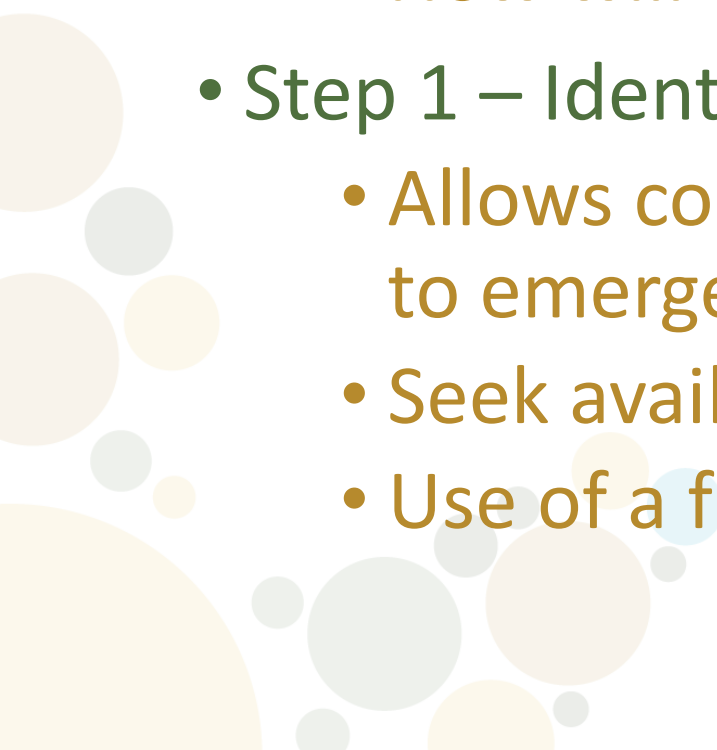 • Step 1 – Ident
• Allows co
to emerge
• Seek avail
• Use of a f